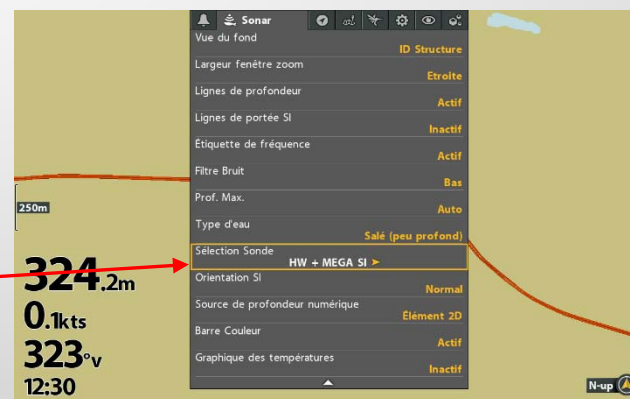 Sonar
Vue du fond
ID Structure
Largeur fenêtre zoom
Etroite
Lignes de profondeur
Actif
Lignes de portée SI
Inactif
Étiquette de fréquence
Actif
Filtre Bruit
Bas
Prof. Max.
Auto
Type d'eau
Salé (peu profond)
Sélection Sonde
HW + MEGA SI
Orientation SI
Normal
Source de profondeur numérique
Élément 2D
Barre Couleur
Actif
Graphique des températures
Inactif
250m
324.2m
0.1kts
323°v
12:30
N-up